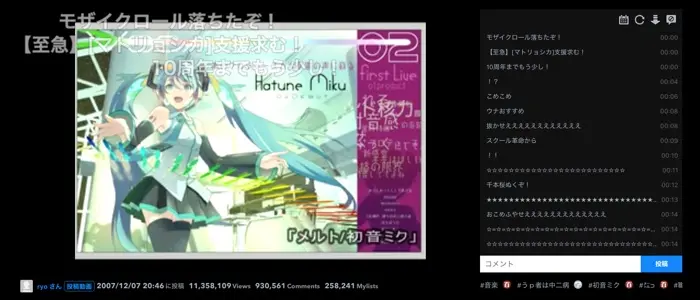 モザイクロール落ちたぞ！
【至急】[マトリョシカ]支援求む！
10周年までもう少し！
02
first Live
Hatune Miku
『メルト/初音ミク』
モザイクロール落ちたぞ！ 00:00
【至急】[マトリョシカ]支援求む！ 00:00
10周年までもう少し！ 00:00
！？ 00:04
こめこめ 00:06
ウナおすすめ 00:08
抜かせええええええええええええ 00:08
スクール革命から 00:09
！！ 00:10
00:11
千本桜ぬくぞ！ 00:12
00:13
おこめふやせええええええええええええ 00:14
00:14
00:14
コメント
投稿
ryo さん 投稿動画 2007/12/07 20:46 に投稿 11,358,109 Views 930,561 Comments 258,241 Mylists
#音楽 #うｐ者は中二病 #初音ミク